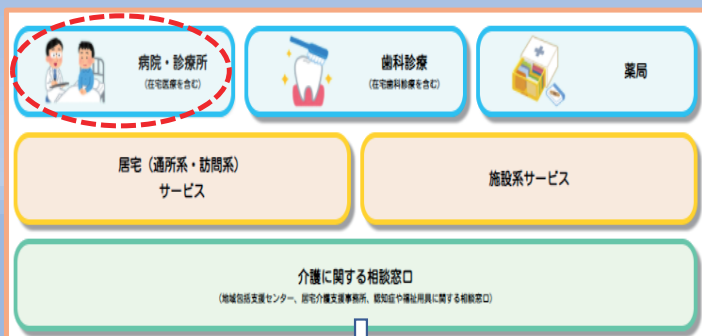 病院・診療所
(在宅医療を含む)
歯科診療
(在宅歯科診療を含む)
薬局
居宅（通所系・訪問系）
サービス
施設系サービス
介護に関する相談窓口
(地域包括支援センター、居宅介護支援事務所、認知症や福祉用具に関する相談窓口)